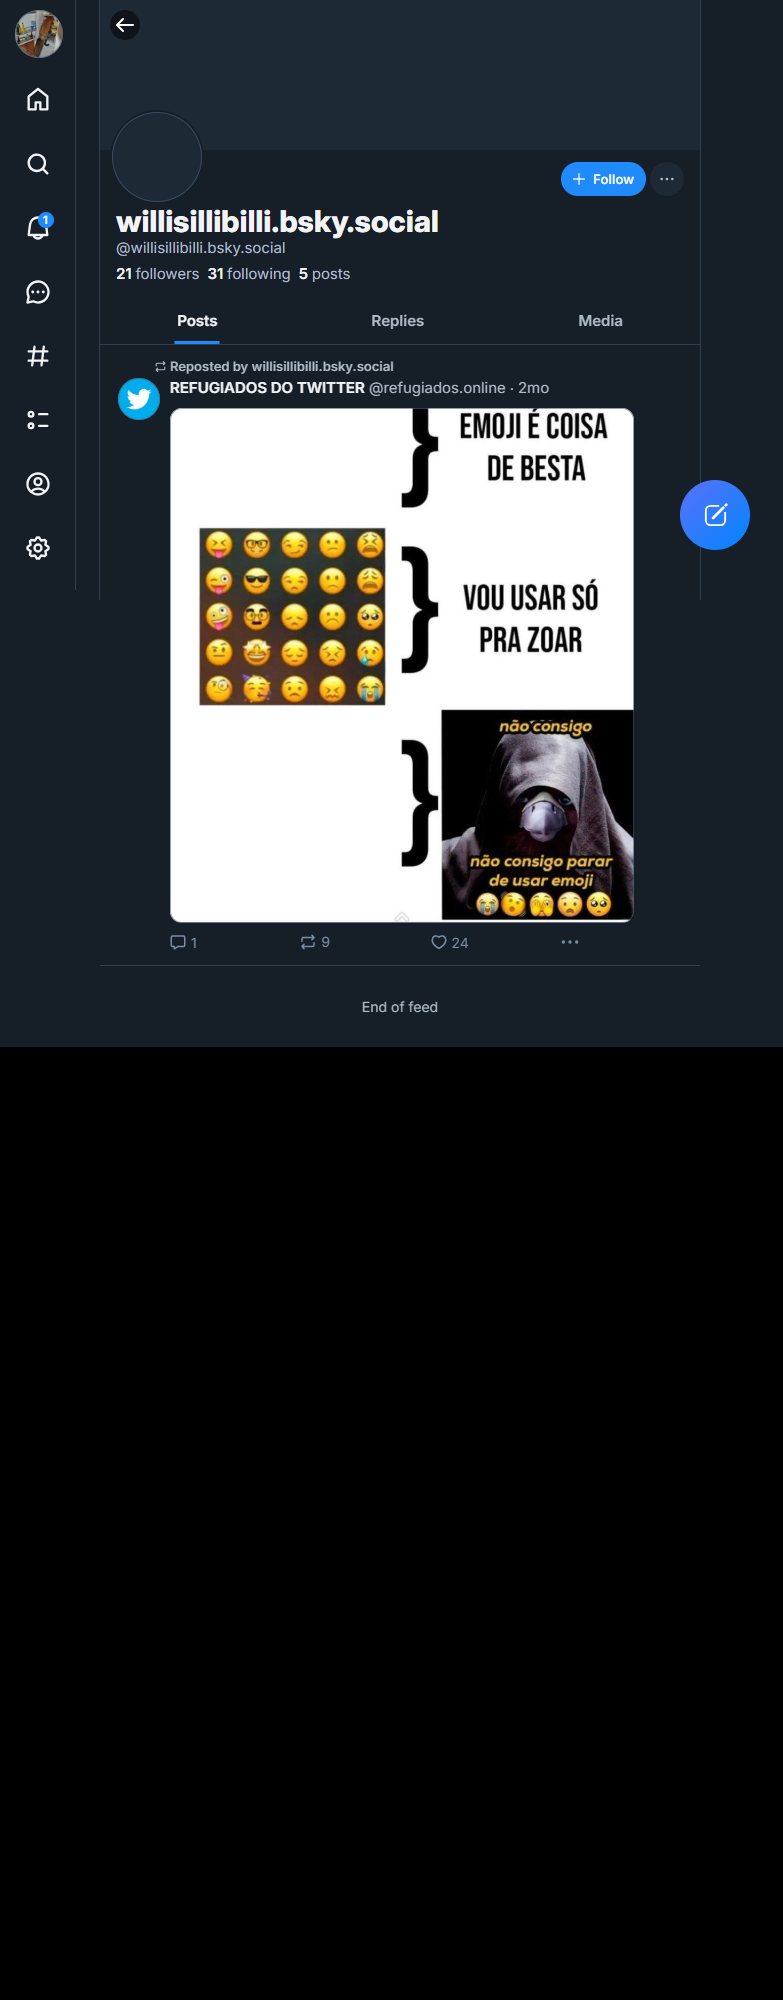 1
+ Follow
willisillibilli.bsky.social
@willisillibilli.bsky.social
21 followers 31 following 5 posts
Posts Replies Media
Reposted by willisillibilli.bsky.social
REFUGIADOS DO TWITTER @refugiados.online · 2mo
EMOJI É COISA
DE BESTA
VOU USAR SÓ
PRA ZOAR
não consigo
não consigo parar
de usar emoji
1 9 24
End of feed